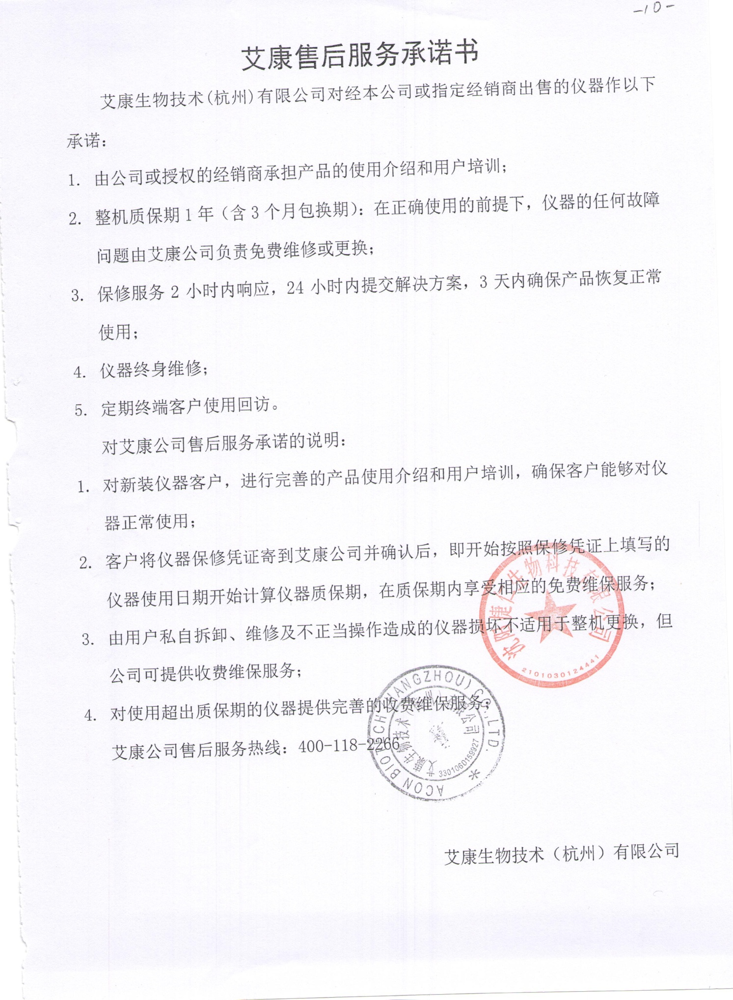 -10-
艾康售后服务承诺书
艾康生物技术(杭州)有限公司对经本公司或指定经销商出售的仪器作以下
承诺：
1. 由公司或授权的经销商承担产品的使用介绍和用户培训；
2. 整机质保期 1 年（含 3 个月包换期）：在正确使用的前提下，仪器的任何故障
问题由艾康公司负责免费维修或更换；
3. 保修服务 2 小时内响应，24 小时内提交解决方案，3 天内确保产品恢复正常
使用；
4. 仪器终身维修；
5. 定期终端客户使用回访。
对艾康公司售后服务承诺的说明：
1. 对新装仪器客户，进行完善的产品使用介绍和用户培训，确保客户能够对仪
器正常使用；
2. 客户将仪器保修凭证寄到艾康公司并确认后，即开始按照保修凭证上填写的
仪器使用日期开始计算仪器质保期，在质保期内享受相应的免费维保服务；
3. 由用户私自拆卸、维修及不正当操作造成的仪器损坏不适用于整机更换，但
公司可提供收费维保服务；
4. 对使用超出质保期的仪器提供完善的收费维保服务；
艾康公司售后服务热线：400-118-2266
沈阳捷仁生物科技有限公司
2101030124441
ACON BIOTECH (HANGZHOU) CO.,LTD.
艾康生物技术（杭州）有限公司
3301060159927
艾康生物技术（杭州）有限公司